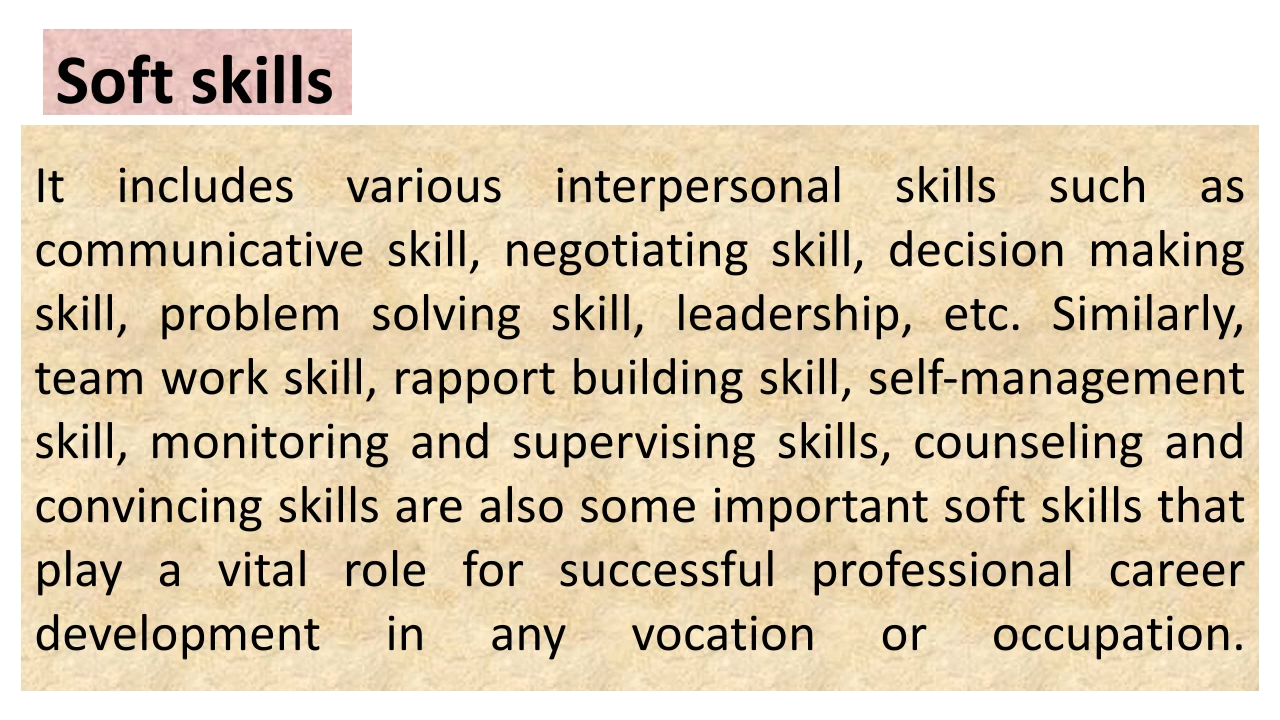 Soft skills
It includes various interpersonal skills such as
communicative skill, negotiating skill, decision making
skill, problem solving skill, leadership, etc. Similarly,
team work skill, rapport building skill, self-management
skill, monitoring and supervising skills, counseling and
convincing skills are also some important soft skills that
play a vital role for successful professional career
development in any vocation or occupation.